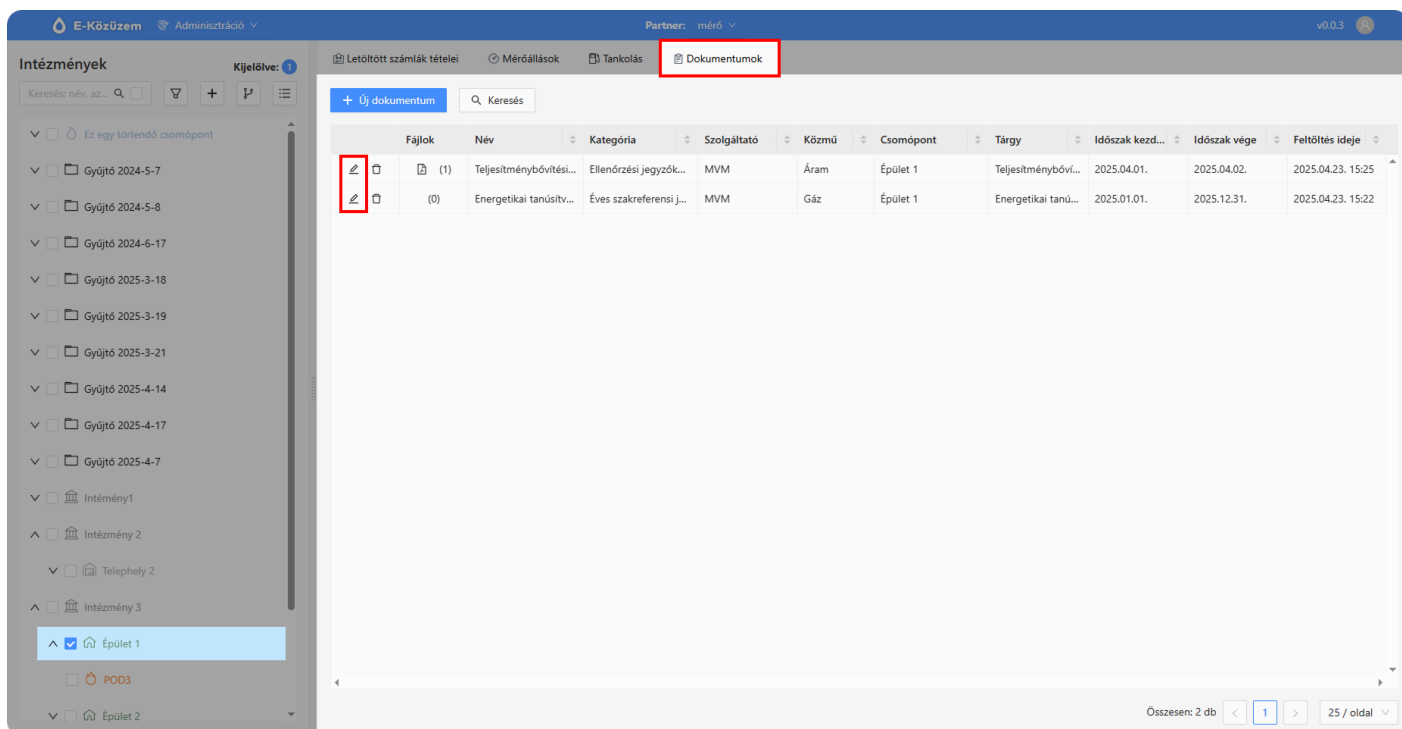 E-Közüzem Adminisztráció Partner: mérő v0.0.3
Intézmények Kijelölve: 1
Keresés: név, az...
Ez egy törlendő csomópont
Gyűjtő 2024-5-7
Gyűjtő 2024-5-8
Gyűjtő 2024-6-17
Gyűjtő 2025-3-18
Gyűjtő 2025-3-19
Gyűjtő 2025-3-21
Gyűjtő 2025-4-14
Gyűjtő 2025-4-17
Gyűjtő 2025-4-7
Intémény1
Intézmény 2
Telephely 2
Intézmény 3
Épület 1
POD3
Épület 2
Letöltött számlák tételei Mérőállások Tankolás Dokumentumok
+ Új dokumentum Keresés
Fájlok Név Kategória Szolgáltató Közmű Csomópont Tárgy Időszak kezd... Időszak vége Feltöltés ideje
(1) Teljesítménybővítési... Ellenőrzési jegyzők... MVM Áram Épület 1 Teljesítménybőví... 2025.04.01. 2025.04.02. 2025.04.23. 15:25
(0) Energetikai tanúsítv... Éves szakreferensi j... MVM Gáz Épület 1 Energetikai tanú... 2025.01.01. 2025.12.31. 2025.04.23. 15:22
Összesen: 2 db < 1 > 25 / oldal